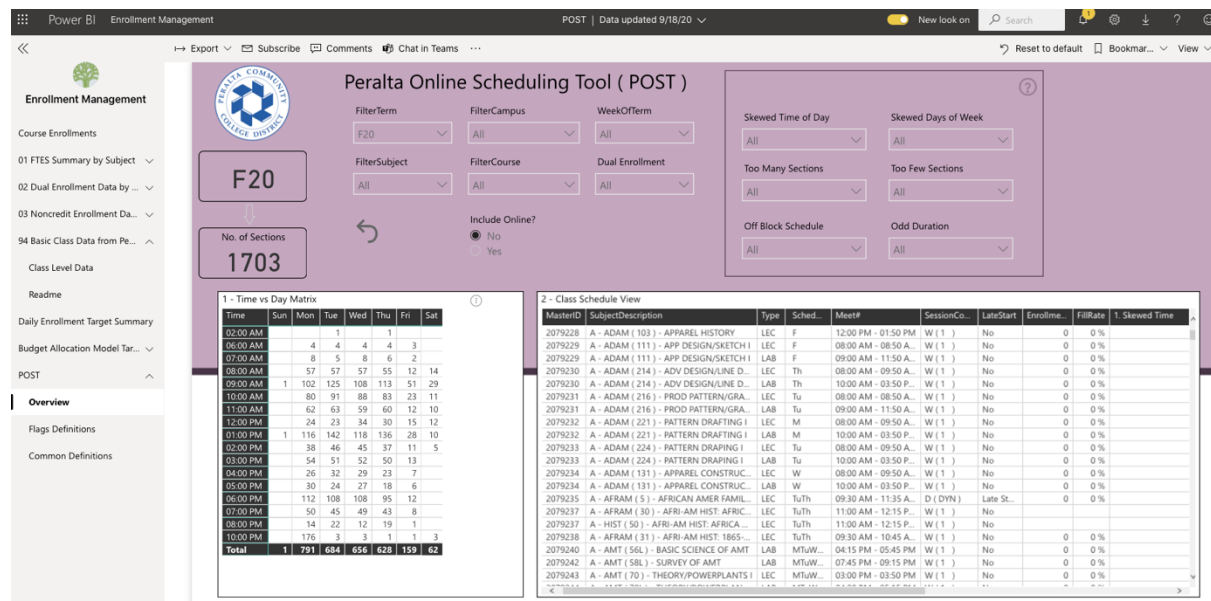 Power BI Enrollment Management POST | Data updated 9/18/20 New look on Search 1 ?
Export Subscribe Comments Chat in Teams ... Reset to default Bookmar... View
Enrollment Management
Course Enrollments
01 FTES Summary by Subject
02 Dual Enrollment Data by ...
03 Noncredit Enrollment Da...
94 Basic Class Data from Pe...
Class Level Data
Readme
Daily Enrollment Target Summary
Budget Allocation Model Tar...
POST
Overview
Flags Definitions
Common Definitions
PERALTA COMMUNITY COLLEGE DISTRICT
Peralta Online Scheduling Tool ( POST )
F20
No. of Sections
1703
FilterTerm FilterCampus WeekOfTerm
F20 All All
FilterSubject FilterCourse Dual Enrollment
All All All
Include Online?
No
Yes
?
Skewed Time of Day Skewed Days of Week
All All
Too Many Sections Too Few Sections
All All
Off Block Schedule Odd Duration
All All
1 - Time vs Day Matrix
Time Sun Mon Tue Wed Thu Fri Sat
02:00 AM 1 1
06:00 AM 4 4 4 4 3
07:00 AM 8 5 8 6 2
08:00 AM 57 57 57 55 12 14
09:00 AM 1 102 125 108 113 51 29
10:00 AM 80 91 88 83 23 11
11:00 AM 62 63 59 60 12 10
12:00 PM 24 23 34 30 15 12
01:00 PM 1 116 142 118 136 28 10
02:00 PM 38 46 45 37 11 5
03:00 PM 54 51 52 50 13
04:00 PM 26 32 29 23 7
05:00 PM 30 24 27 18 6
06:00 PM 112 108 108 95 12
07:00 PM 50 45 49 43 8
08:00 PM 14 22 12 19 1
10:00 PM 176 3 3 1 1 3
Total 1 791 684 656 628 159 62
2 - Class Schedule View
MasterID SubjectDescription Type Sched... Meet# SessionCo... LateStart Enrollme... FillRate 1. Skewed Time
2079228 A - ADAM ( 103 ) - APPAREL HISTORY LEC F 12:00 PM - 01:50 PM W ( 1 ) No 0 0 %
2079229 A - ADAM ( 111 ) - APP DESIGN/SKETCH I LEC F 08:00 AM - 08:50 A... W ( 1 ) No 0 0 %
2079229 A - ADAM ( 111 ) - APP DESIGN/SKETCH I LAB F 09:00 AM - 11:50 A... W ( 1 ) No 0 0 %
2079230 A - ADAM ( 214 ) - ADV DESIGN/LINE D... LEC Th 08:00 AM - 09:50 A... W ( 1 ) No 0 0 %
2079230 A - ADAM ( 214 ) - ADV DESIGN/LINE D... LAB Th 10:00 AM - 03:50 P... W ( 1 ) No 0 0 %
2079231 A - ADAM ( 216 ) - PROD PATTERN/GRA... LEC Tu 08:00 AM - 08:50 A... W ( 1 ) No 0 0 %
2079231 A - ADAM ( 216 ) - PROD PATTERN/GRA... LAB Tu 09:00 AM - 11:50 A... W ( 1 ) No 0 0 %
2079232 A - ADAM ( 221 ) - PATTERN DRAFTING I LEC M 08:00 AM - 09:50 A... W ( 1 ) No 0 0 %
2079232 A - ADAM ( 221 ) - PATTERN DRAFTING I LAB M 10:00 AM - 03:50 P... W ( 1 ) No 0 0 %
2079233 A - ADAM ( 224 ) - PATTERN DRAPING I LEC Tu 08:00 AM - 09:50 A... W ( 1 ) No 0 0 %
2079233 A - ADAM ( 224 ) - PATTERN DRAPING I LAB Tu 10:00 AM - 03:50 P... W ( 1 ) No 0 0 %
2079234 A - ADAM ( 131 ) - APPAREL CONSTRUC... LEC W 08:00 AM - 09:50 A... W ( 1 ) No 0 0 %
2079234 A - ADAM ( 131 ) - APPAREL CONSTRUC... LAB W 10:00 AM - 03:50 P... W ( 1 ) No 0 0 %
2079235 A - AFRAM ( 5 ) - AFRICAN AMER FAMIL... LEC TuTh 09:30 AM - 11:35 A... D ( DYN ) Late St... 0 0 %
2079237 A - AFRAM ( 30 ) - AFRI-AM HIST: AFRIC... LEC TuTh 11:00 AM - 12:15 P... W ( 1 ) No
2079237 A - HIST ( 50 ) - AFRI-AM HIST: AFRICA ... LEC TuTh 11:00 AM - 12:15 P... W ( 1 ) No
2079238 A - AFRAM ( 31 ) - AFRI-AM HIST: 1865-... LEC TuTh 09:30 AM - 10:45 A... W ( 1 ) No 0 0 %
2079240 A - AMT ( 56L ) - BASIC SCIENCE OF AMT LAB MTuW... 04:15 PM - 05:45 PM W ( 1 ) No 0 0 %
2079242 A - AMT ( 58L ) - SURVEY OF AMT LAB MTuW... 07:45 PM - 09:15 PM W ( 1 ) No 0 0 %
2079243 A - AMT ( 70 ) - THEORY/POWERPLANTS I LEC MTuW... 03:00 PM - 03:50 PM W ( 1 ) No 0 0 %